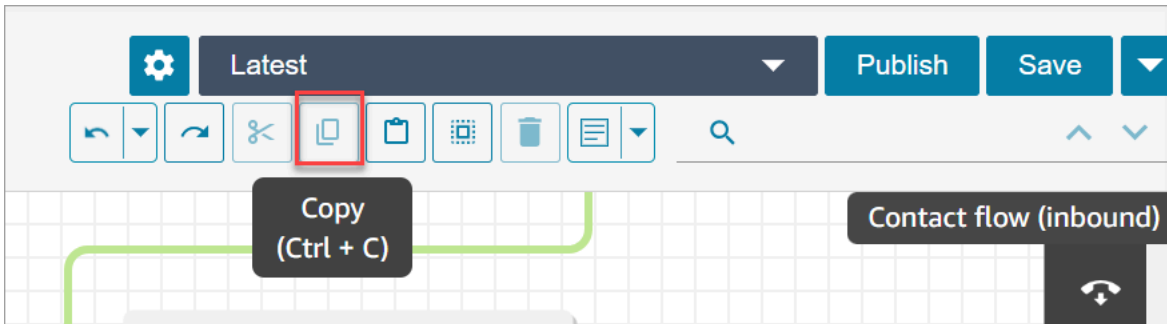 Latest
Publish
Save
Copy
(Ctrl + C)
Contact flow (inbound)